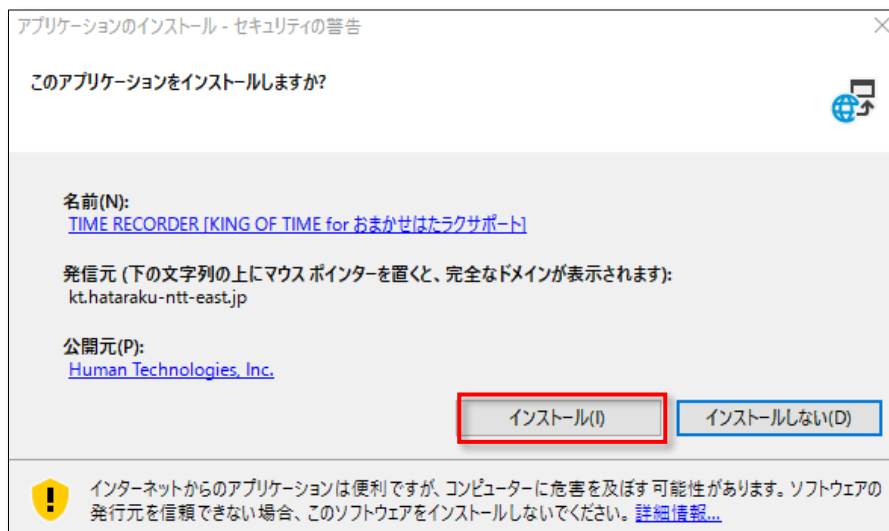 アプリケーションのインストール - セキュリティの警告
このアプリケーションをインストールしますか?
名前(N):
TIME RECORDER [KING OF TIME for おまかせはたラクサポート]
発信元 (下の文字列の上にマウス ポインターを置くと、完全なドメインが表示されます):
kt.hataraku-ntt-east.jp
公開元(P):
Human Technologies, Inc.
インストール(I) インストールしない(D)
インターネットからのアプリケーションは便利ですが、コンピューターに危害を及ぼす可能性があります。ソフトウェアの
発行元を信頼できない場合、このソフトウェアをインストールしないでください。詳細情報...